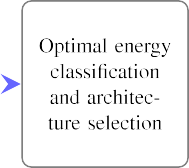 Optimal energy
classification
and architec-
ture selection